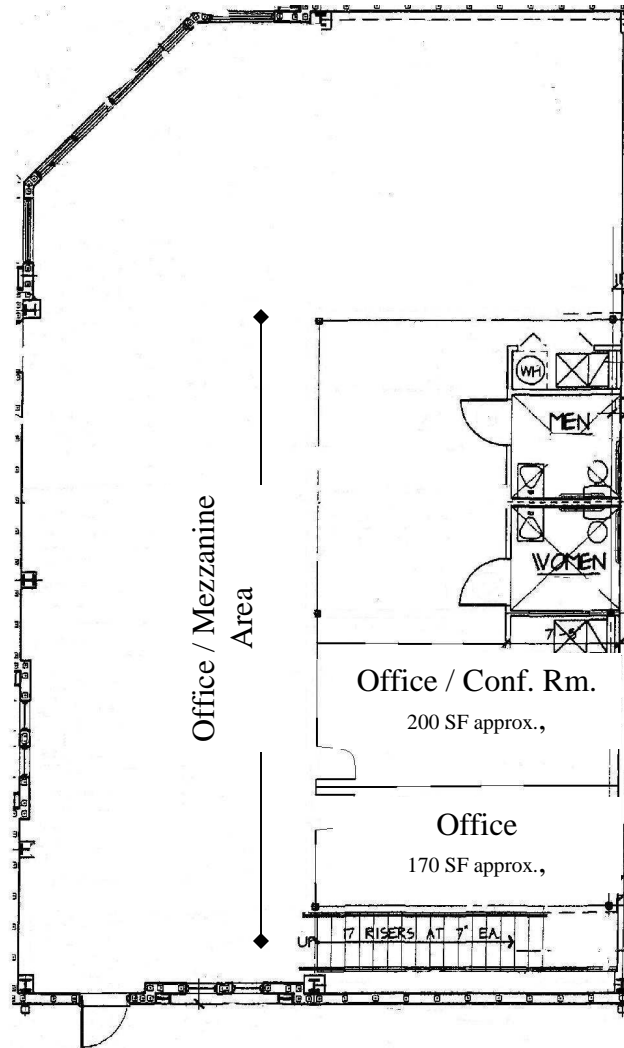 WH
MEN
WOMEN
Office / Mezzanine
Area
Office / Conf. Rm.
200 SF approx.,
Office
170 SF approx.,
UP
17 RISERS AT 7" EA.